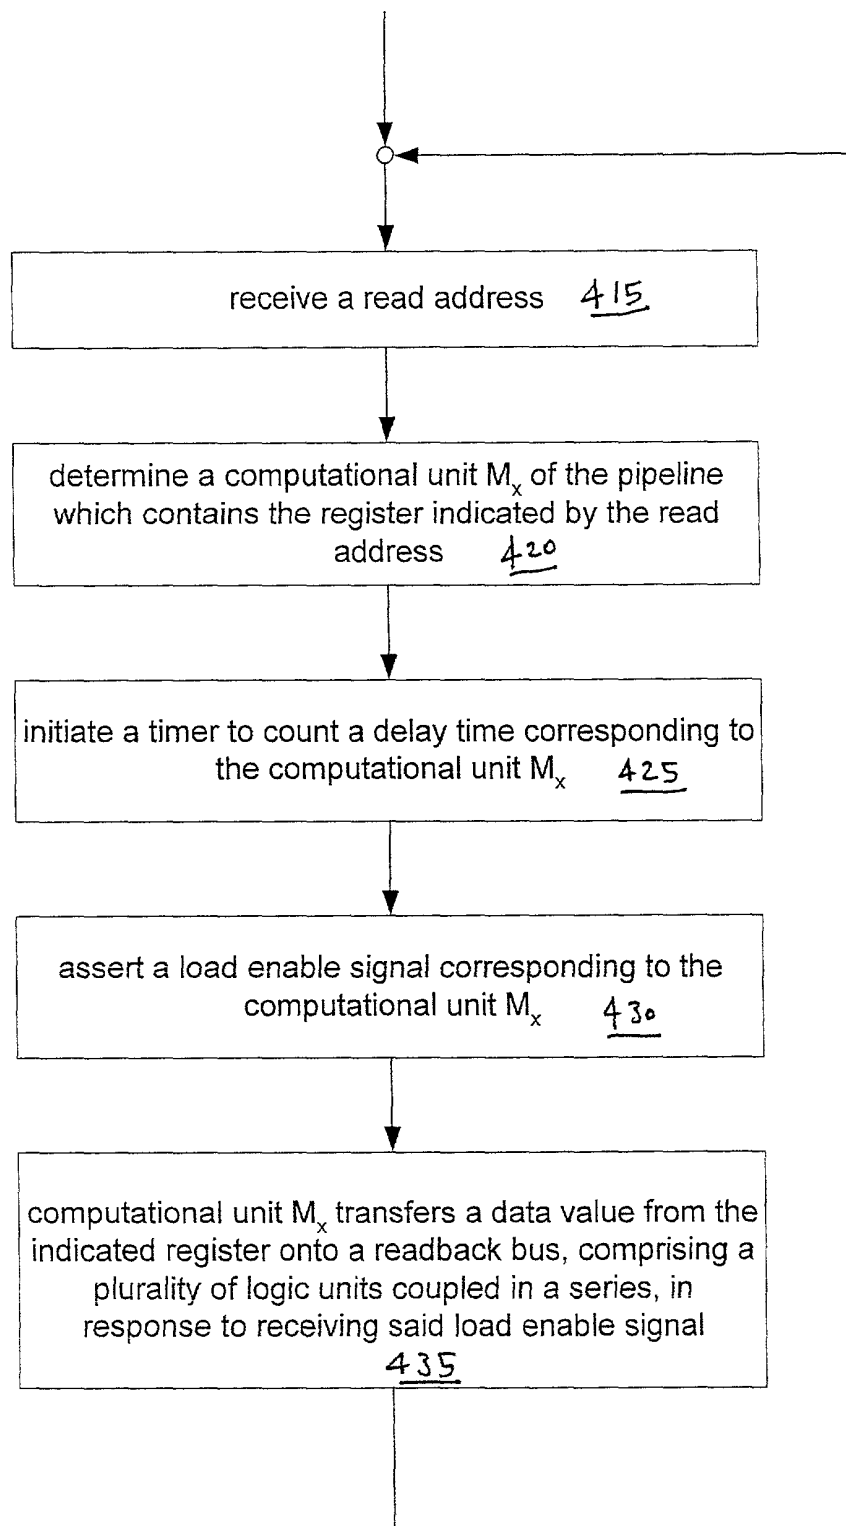 receive a read address 415
determine a computational unit Mx of the pipeline
which contains the register indicated by the read
address 420
initiate a timer to count a delay time corresponding to
the computational unit Mx 425
assert a load enable signal corresponding to the
computational unit Mx 430
computational unit Mx transfers a data value from the
indicated register onto a readback bus, comprising a
plurality of logic units coupled in a series, in
response to receiving said load enable signal
435